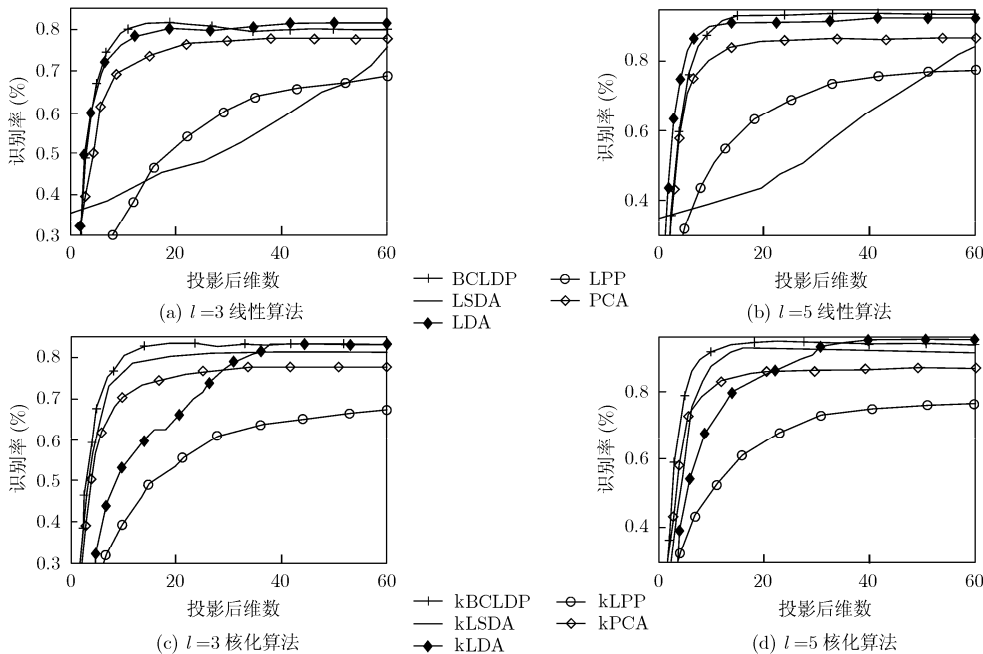 0.8
0.7
0.6
0.5
0.4
0.3
识别率 (%)
0 20 40 60
投影后维数
(a) l =3 线性算法
0.8
0.6
0.4
识别率 (%)
0 20 40 60
投影后维数
(b) l =5 线性算法
BCLDP
LSDA
LDA
LPP
PCA
0.8
0.7
0.6
0.5
0.4
0.3
识别率 (%)
0 20 40 60
投影后维数
(c) l =3 核化算法
0.8
0.6
0.4
识别率 (%)
0 20 40 60
投影后维数
(d) l =5 核化算法
kBCLDP
kLSDA
kLDA
kLPP
kPCA